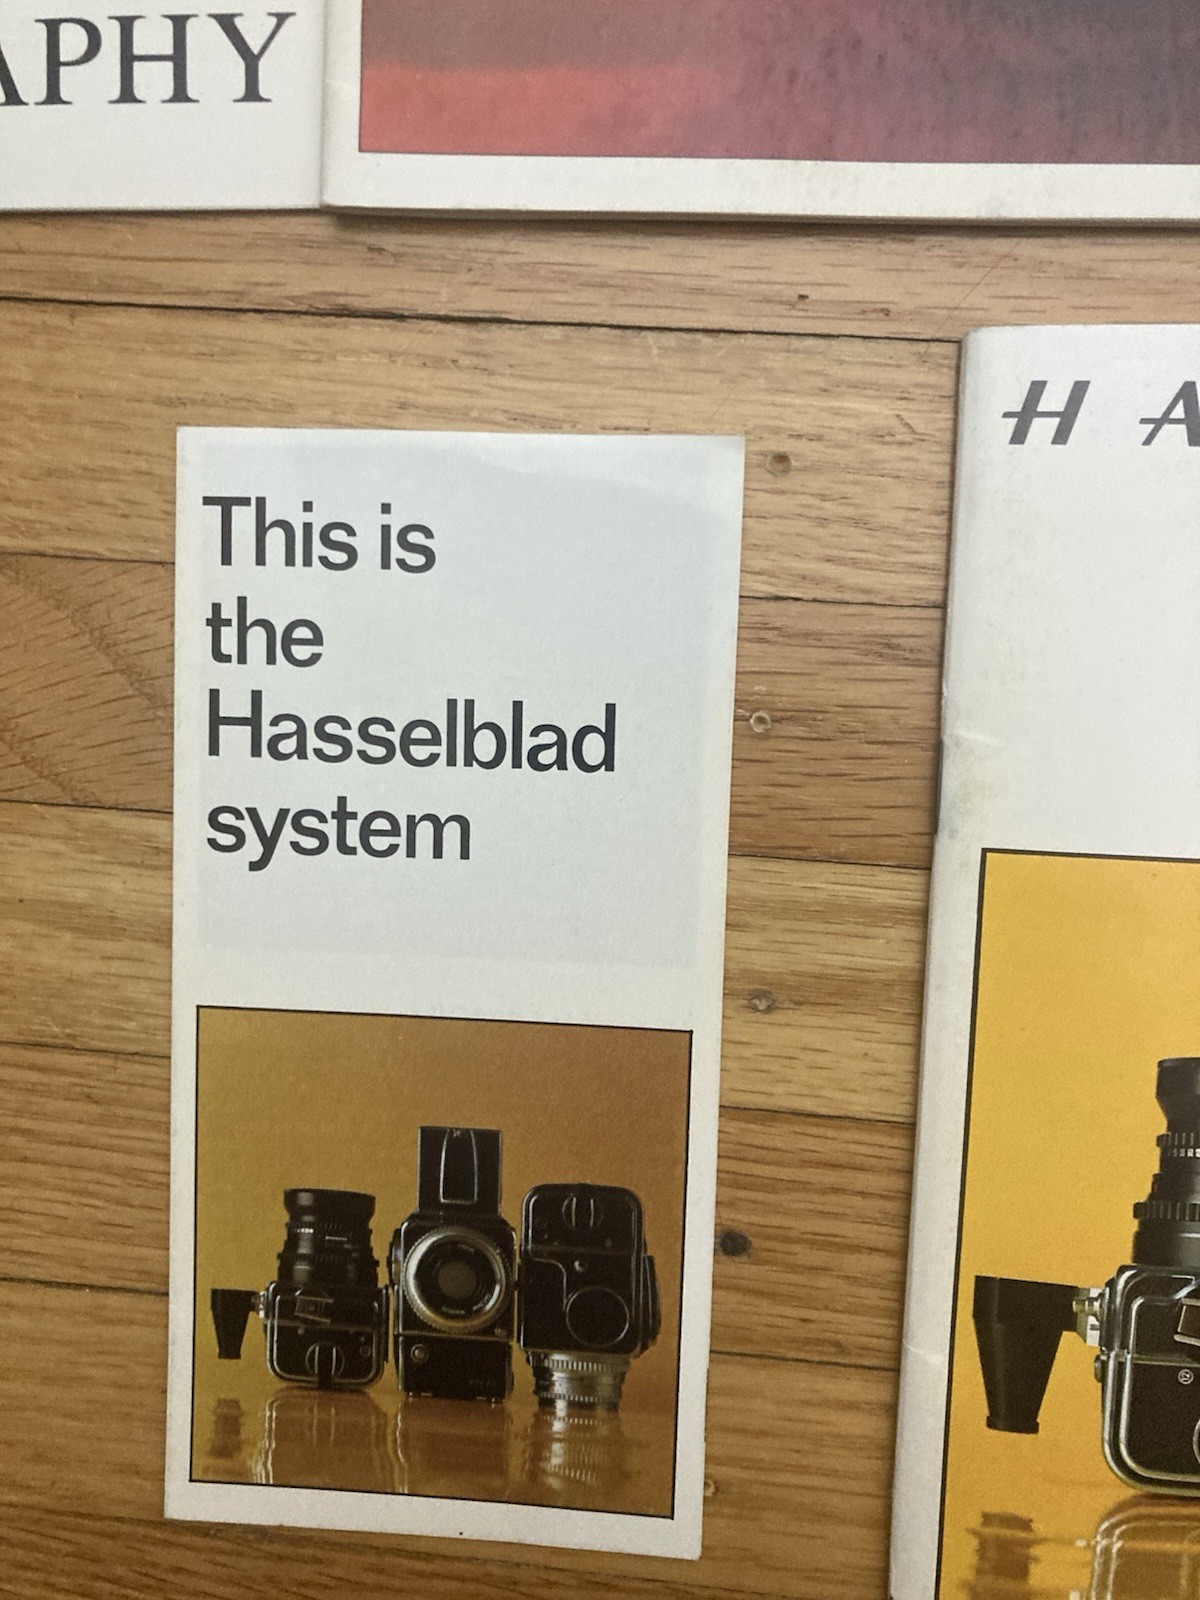 APHY
H A
This is
the
Hasselblad
system